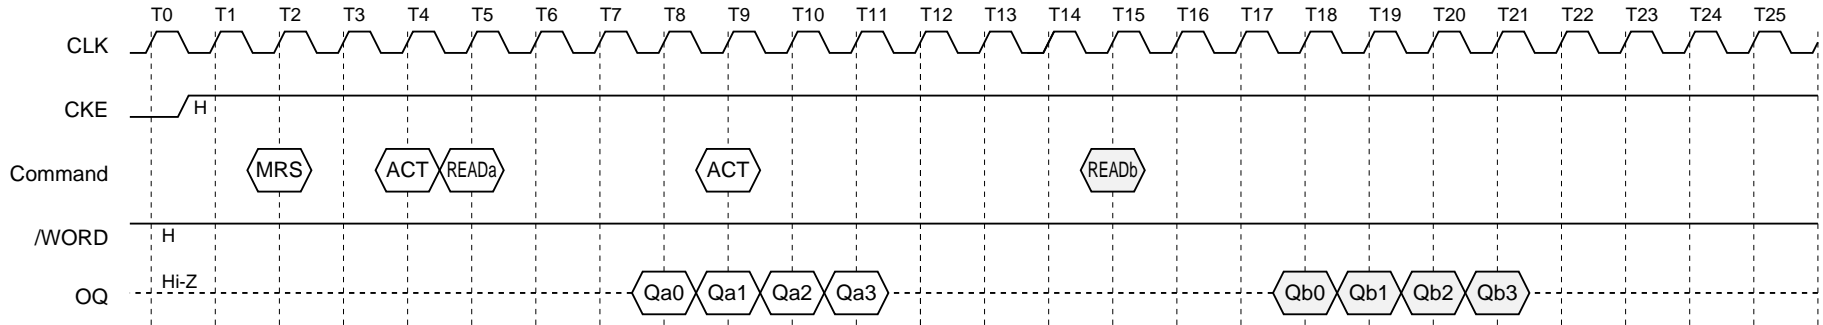 T0 T1 T2 T3 T4 T5 T6 T7 T8 T9 T10 T11 T12 T13 T14 T15 T16 T17 T18 T19 T20 T21 T22 T23 T24 T25
CLK
CKE H
Command MRS ACT READa ACT READb
/WORD H
OQ Hi-Z Qa0 Qa1 Qa2 Qa3 Qb0 Qb1 Qb2 Qb3